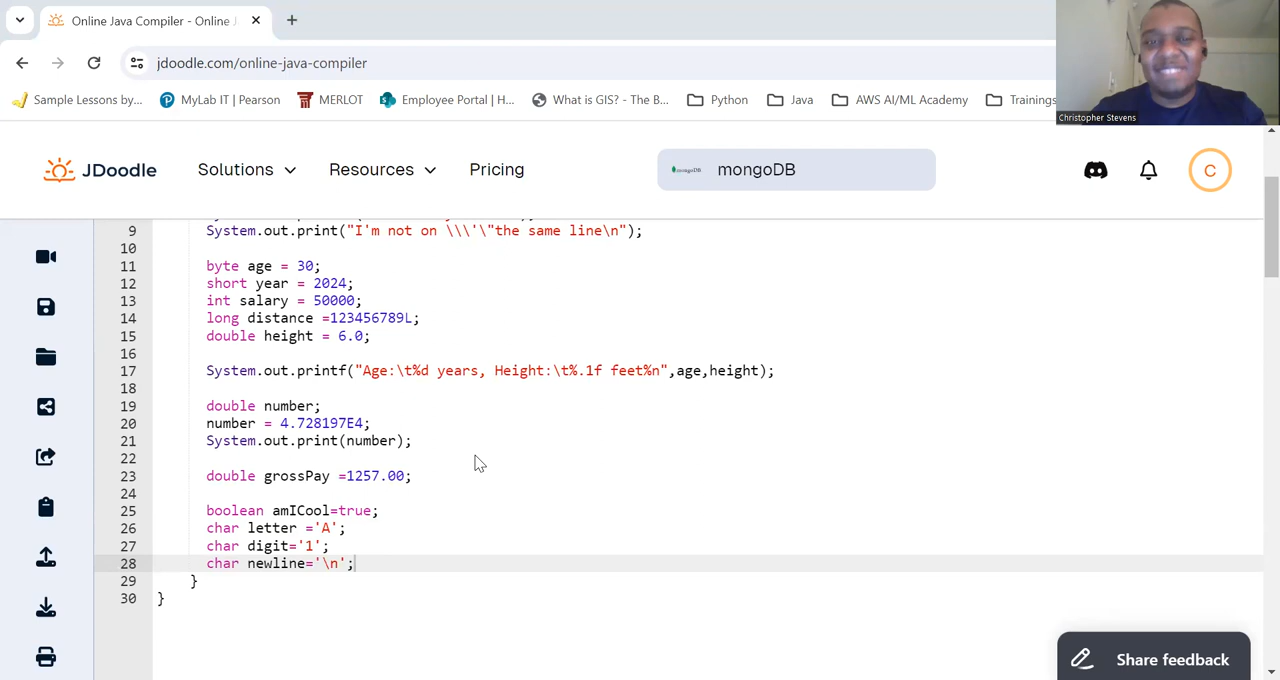 Online Java Compiler - Online J
jdoodle.com/online-java-compiler
Sample Lessons by... MyLab IT | Pearson MERLOT Employee Portal | H... What is GIS? - The B... Python Java AWS AI/ML Academy Trainings
Christopher Stevens
JDoodle Solutions Resources Pricing mongoDB mongoDB C
9 System.out.print("I'm not on \\\'\"the same line\n");
10
11 byte age = 30;
12 short year = 2024;
13 int salary = 50000;
14 long distance =123456789L;
15 double height = 6.0;
16
17 System.out.printf("Age:\t%d years, Height:\t%.1f feet%n",age,height);
18
19 double number;
20 number = 4.728197E4;
21 System.out.print(number);
22
23 double grossPay =1257.00;
24
25 boolean amICool=true;
26 char letter ='A';
27 char digit='1';
28 char newline='\n';
29 }
30 }
Share feedback